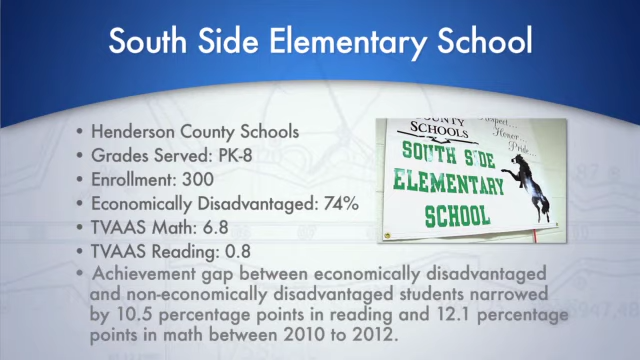 South Side Elementary School
• Henderson County Schools
• Grades Served: PK-8
• Enrollment: 300
• Economically Disadvantaged: 74%
• TVAAS Math: 6.8
• TVAAS Reading: 0.8
• Achievement gap between economically disadvantaged
and non-economically disadvantaged students narrowed
by 10.5 percentage points in reading and 12.1 percentage
points in math between 2010 to 2012.
COUNTY
SCHOOLS
Respect...
Honor...
Pride...
SOUTH SIDE
ELEMENTARY
SCHOOL